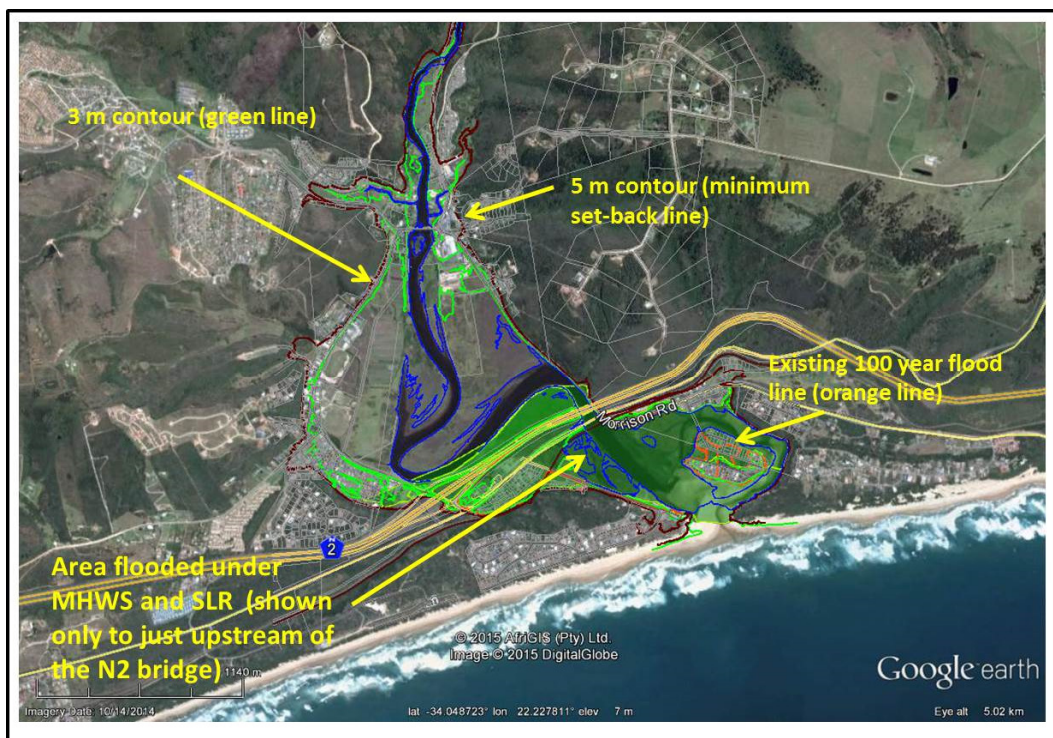 3 m contour (green line)
5 m contour (minimum
set-back line)
Existing 100 year flood
line (orange line)
Morrison Rd
N
2
Area flooded under
MHWS and SLR (shown
only to just upstream of
the N2 bridge)
1140 m
© 2015 AfriGIS (Pty) Ltd.
Image © 2015 DigitalGlobe
Google earth
Imagery Date: 10/14/2014
lat -34.048723° lon 22.227811° elev 7 m
Eye alt 5.02 km